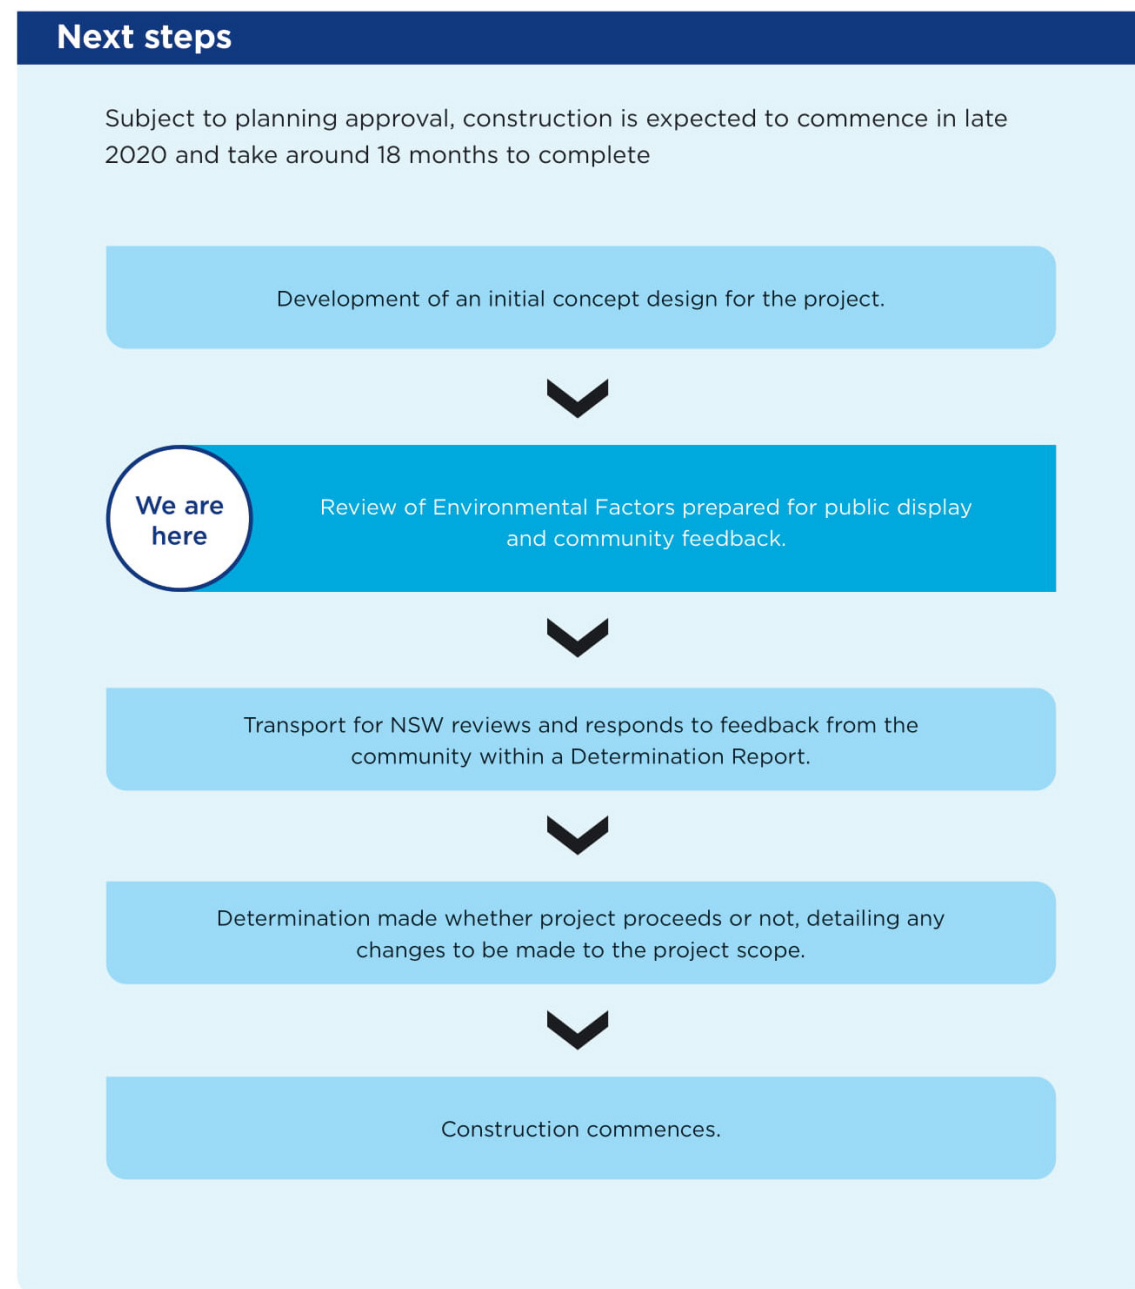 Next steps
Subject to planning approval, construction is expected to commence in late
2020 and take around 18 months to complete
Development of an initial concept design for the project.
We are
here
Review of Environmental Factors prepared for public display
and community feedback.
Transport for NSW reviews and responds to feedback from the
community within a Determination Report.
Determination made whether project proceeds or not, detailing any
changes to be made to the project scope.
Construction commences.